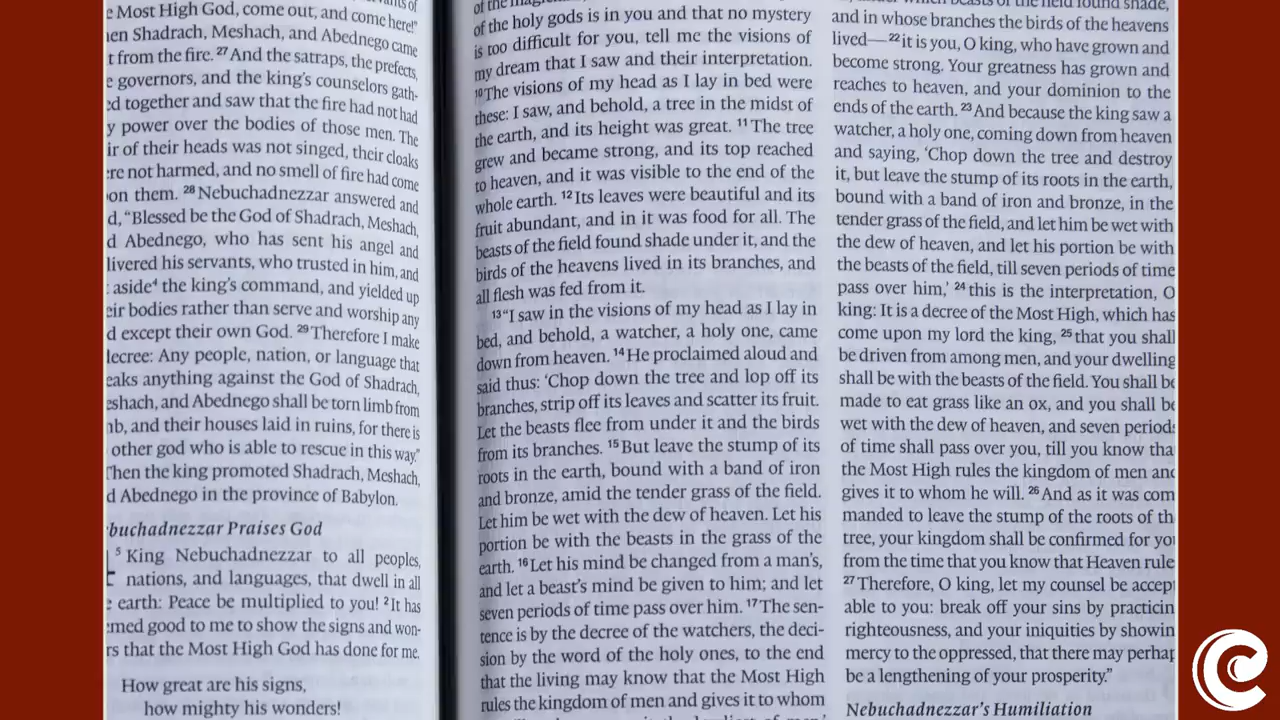 e Most High God, come out, and come here!"
en Shadrach, Meshach, and Abednego came
t from the fire. 27 And the satraps, the prefects,
e governors, and the king's counselors gath-
ed together and saw that the fire had not had
y power over the bodies of those men. The
ir of their heads was not singed, their cloaks
re not harmed, and no smell of fire had come
on them. 28 Nebuchadnezzar answered and
d, "Blessed be the God of Shadrach, Meshach,
d Abednego, who has sent his angel and
livered his servants, who trusted in him, and
aside4 the king's command, and yielded up
eir bodies rather than serve and worship any
d except their own God. 29 Therefore I make
decree: Any people, nation, or language that
eaks anything against the God of Shadrach,
eshach, and Abednego shall be torn limb from
nb, and their houses laid in ruins, for there is
other god who is able to rescue in this way."
Then the king promoted Shadrach, Meshach,
d Abednego in the province of Babylon.
buchadnezzar Praises God
5 King Nebuchadnezzar to all peoples,
nations, and languages, that dwell in all
e earth: Peace be multiplied to you! 2 It has
emed good to me to show the signs and won-
rs that the Most High God has done for me.
How great are his signs,
how mighty his wonders!
of the holy gods is in you and that no mystery
is too difficult for you, tell me the visions of
my dream that I saw and their interpretation.
10 The visions of my head as I lay in bed were
these: I saw, and behold, a tree in the midst of
the earth, and its height was great. 11 The tree
grew and became strong, and its top reached
to heaven, and it was visible to the end of the
whole earth. 12 Its leaves were beautiful and its
fruit abundant, and in it was food for all. The
beasts of the field found shade under it, and the
birds of the heavens lived in its branches, and
all flesh was fed from it.
13 "I saw in the visions of my head as I lay in
bed, and behold, a watcher, a holy one, came
down from heaven. 14 He proclaimed aloud and
said thus: 'Chop down the tree and lop off its
branches, strip off its leaves and scatter its fruit.
Let the beasts flee from under it and the birds
from its branches. 15 But leave the stump of its
roots in the earth, bound with a band of iron
and bronze, amid the tender grass of the field.
Let him be wet with the dew of heaven. Let his
portion be with the beasts in the grass of the
earth. 16 Let his mind be changed from a man's,
and let a beast's mind be given to him; and let
seven periods of time pass over him. 17 The sen-
tence is by the decree of the watchers, the deci-
sion by the word of the holy ones, to the end
that the living may know that the Most High
rules the kingdom of men and gives it to whom
and in whose branches the birds of the heavens
lived—22 it is you, O king, who have grown and
become strong. Your greatness has grown and
reaches to heaven, and your dominion to the
ends of the earth. 23 And because the king saw a
watcher, a holy one, coming down from heaven
and saying, 'Chop down the tree and destroy
it, but leave the stump of its roots in the earth,
bound with a band of iron and bronze, in the
tender grass of the field, and let him be wet with
the dew of heaven, and let his portion be with
the beasts of the field, till seven periods of time
pass over him,' 24 this is the interpretation, O
king: It is a decree of the Most High, which has
come upon my lord the king, 25 that you shall
be driven from among men, and your dwelling
shall be with the beasts of the field. You shall be
made to eat grass like an ox, and you shall be
wet with the dew of heaven, and seven periods
of time shall pass over you, till you know tha
the Most High rules the kingdom of men and
gives it to whom he will. 26 And as it was com
manded to leave the stump of the roots of th
tree, your kingdom shall be confirmed for yo
from the time that you know that Heaven rule
27 Therefore, O king, let my counsel be accep
able to you: break off your sins by practicin
righteousness, and your iniquities by showin
mercy to the oppressed, that there may perhap
be a lengthening of your prosperity."
Nebuchadnezzar's Humiliation